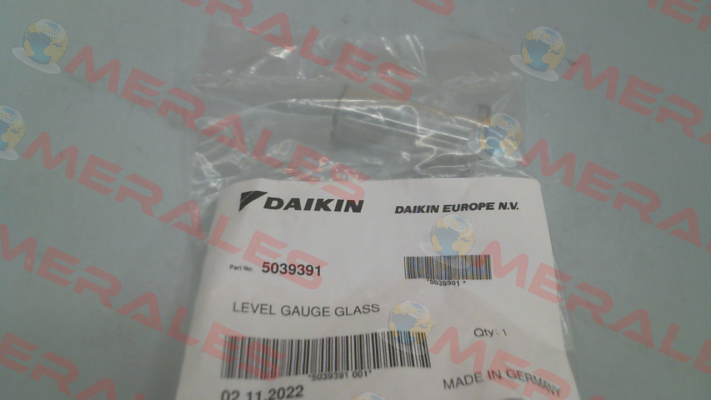 DAIKIN DAIKIN EUROPE N.V.
Part No. 5039391
*5039391*
LEVEL GAUGE GLASS
Qty: 1
*5039391 001*
MADE IN GERMANY
02.11.2022
MERALES
MERALES
MERALES
MERALES
MERALES